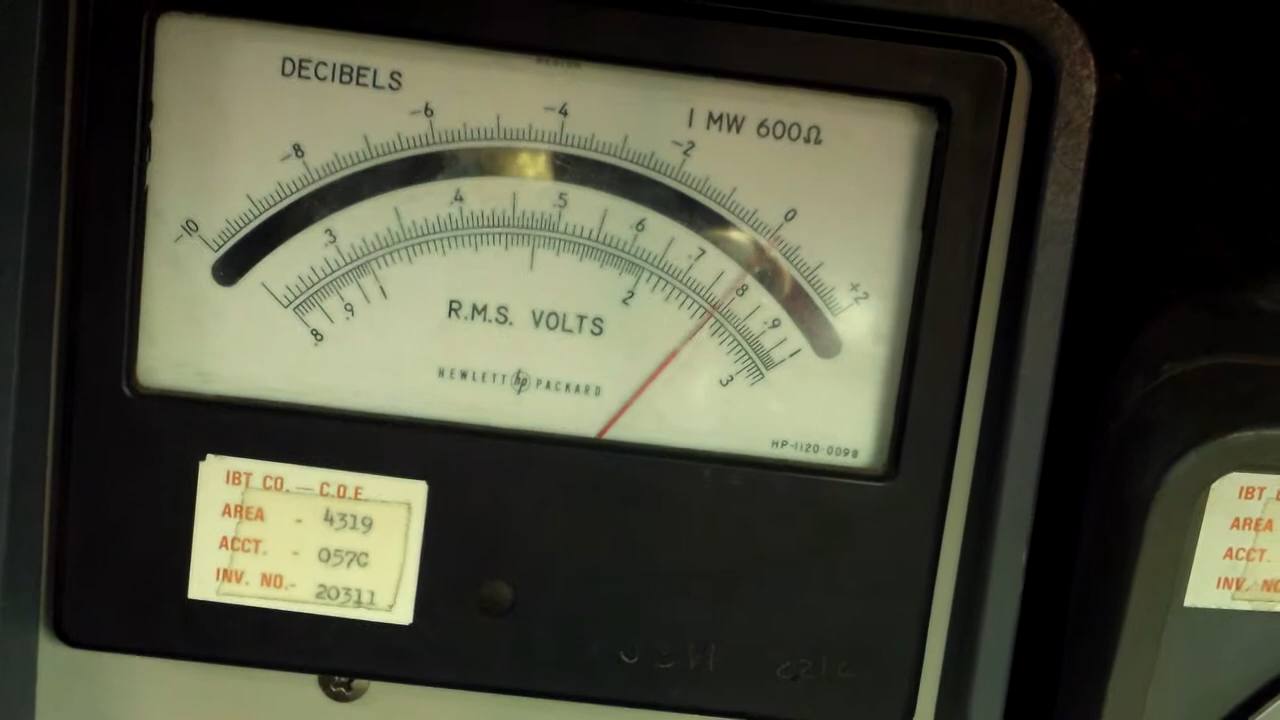 DECIBELS
1 MW 600Ω
-10 -8 -6 -4 -2 0 +2
.3 .4 .5 .6 .7 .8 .9 1
.8 .9 1 2 3
R.M.S. VOLTS
HEWLETT hp PACKARD
HP-1120-0098
IBT CO. — C.O.E.
AREA - 4319
ACCT. - 057C
INV. NO.- 20311
IBT
AREA
ACCT.